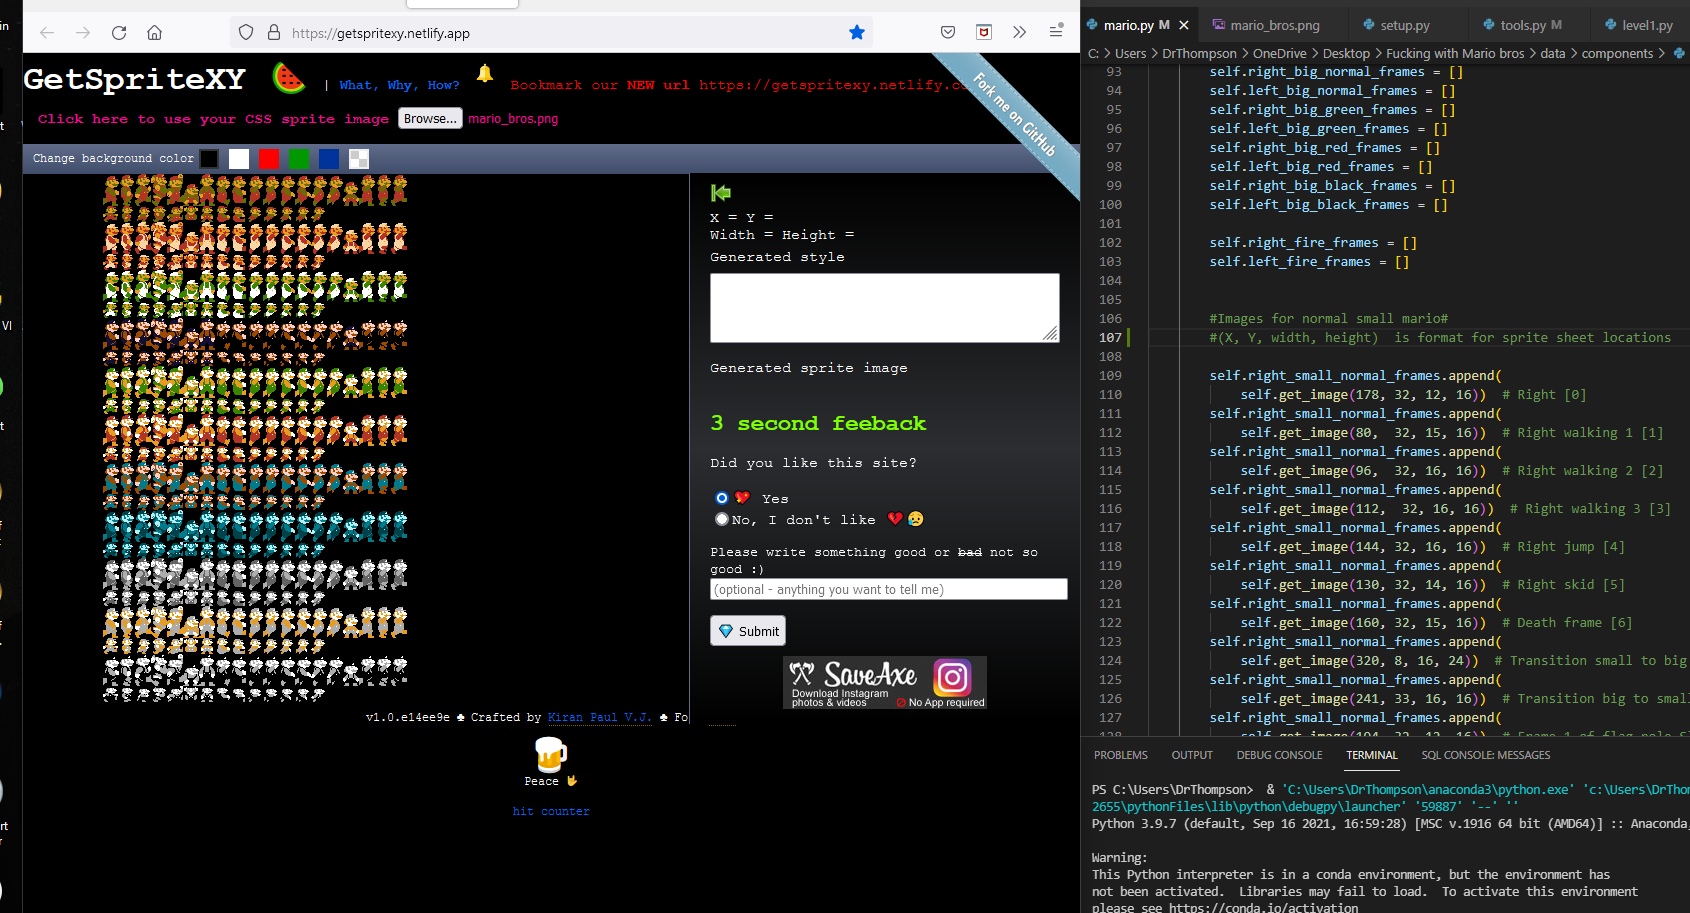 in
t
VI
t
f
t
f
rt
r
https://getspritexy.netlify.app
GetSpriteXY | What, Why, How? Bookmark our NEW url https://getspritexy.netlify.
Fork me on GitHub
Click here to use your CSS sprite image Browse... mario_bros.png
Change background color
X = Y =
Width = Height =
Generated style
Generated sprite image
3 second feeback
Did you like this site?
Yes
No, I don't like
Please write something good or bad not so
good :)
(optional - anything you want to tell me)
Submit
SaveAxe
Download Instagram
photos & videos
No App required
v1.0.e14ee9e ♣ Crafted by Kiran Paul V.J. ♣ Fo
Peace
hit counter
mario.py M mario_bros.png setup.py tools.py M level1.py
C: > Users > DrThompson > OneDrive > Desktop > Fucking with Mario bros > data > components >
93 self.right_big_normal_frames = []
94 self.left_big_normal_frames = []
95 self.right_big_green_frames = []
96 self.left_big_green_frames = []
97 self.right_big_red_frames = []
98 self.left_big_red_frames = []
99 self.right_big_black_frames = []
100 self.left_big_black_frames = []
101
102 self.right_fire_frames = []
103 self.left_fire_frames = []
104
105
106 #Images for normal small mario#
107 #(X, Y, width, height)  is format for sprite sheet locations
108
109 self.right_small_normal_frames.append(
110 self.get_image(178, 32, 12, 16))  # Right [0]
111 self.right_small_normal_frames.append(
112 self.get_image(80,  32, 15, 16))  # Right walking 1 [1]
113 self.right_small_normal_frames.append(
114 self.get_image(96,  32, 16, 16))  # Right walking 2 [2]
115 self.right_small_normal_frames.append(
116 self.get_image(112,  32, 16, 16))  # Right walking 3 [3]
117 self.right_small_normal_frames.append(
118 self.get_image(144, 32, 16, 16))  # Right jump [4]
119 self.right_small_normal_frames.append(
120 self.get_image(130, 32, 14, 16))  # Right skid [5]
121 self.right_small_normal_frames.append(
122 self.get_image(160, 32, 15, 16))  # Death frame [6]
123 self.right_small_normal_frames.append(
124 self.get_image(320, 8, 16, 24))  # Transition small to big
125 self.right_small_normal_frames.append(
126 self.get_image(241, 33, 16, 16))  # Transition big to smal
127 self.right_small_normal_frames.append(
128 self.get_image(194, 32, 12, 16))  # Frame 1 of flag pole
PROBLEMS OUTPUT DEBUG CONSOLE TERMINAL SQL CONSOLE: MESSAGES
PS C:\Users\DrThompson>  & 'C:\Users\DrThompson\anaconda3\python.exe' 'c:\Users\DrThom
2655\pythonFiles\lib\python\debugpy\launcher' '59887' '--' ''
Python 3.9.7 (default, Sep 16 2021, 16:59:28) [MSC v.1916 64 bit (AMD64)] :: Anaconda,
Warning:
This Python interpreter is in a conda environment, but the environment has
not been activated.  Libraries may fail to load.  To activate this environment
please see https://conda.io/activation